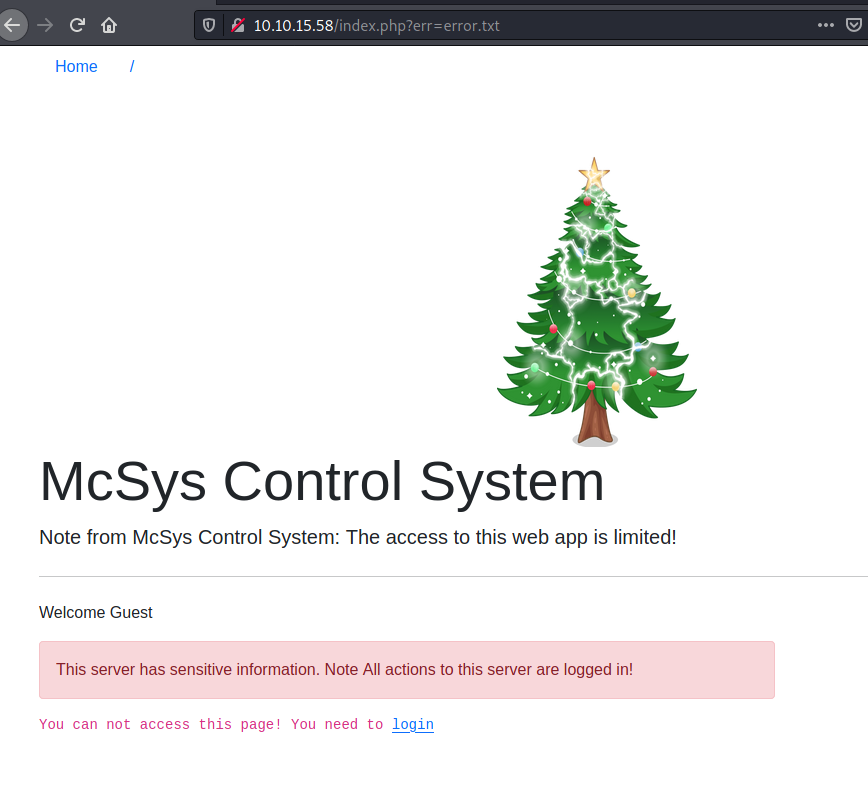 10.10.15.58/index.php?err=error.txt
Home /
McSys Control System
Note from McSys Control System: The access to this web app is limited!
Welcome Guest
This server has sensitive information. Note All actions to this server are logged in!
You can not access this page! You need to login